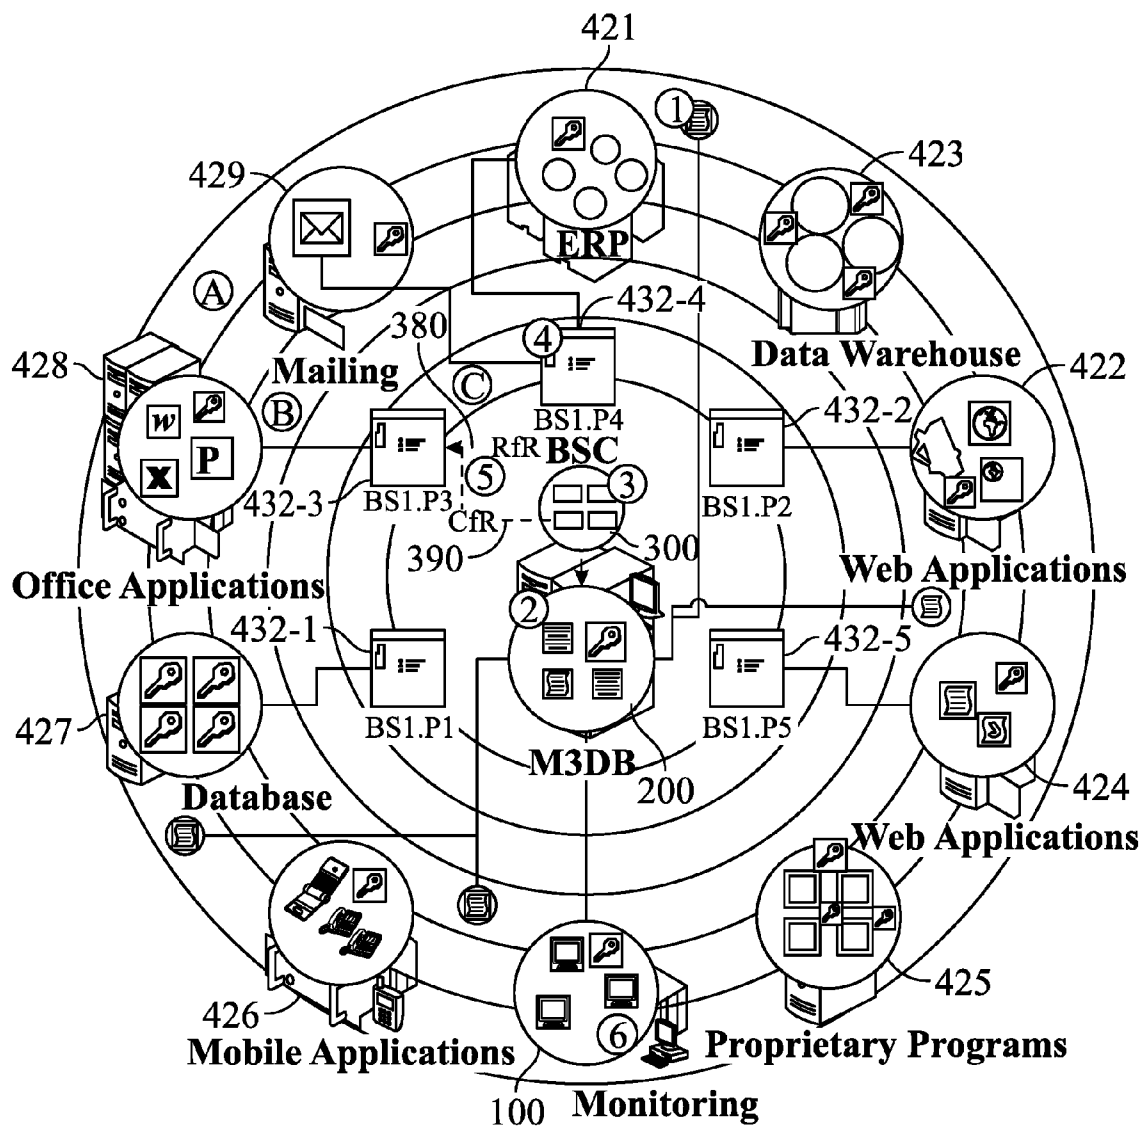 421
1
429
423
ERP
A
432-4
380
4
428
Mailing
Data Warehouse
422
C
w
B
BS1.P4
432-2
RfR
BSC
P
X
5
3
432-3
BS1.P3
BS1.P2
CfR
390
300
Office Applications
Web Applications
2
432-1
432-5
BS1.P1
BS1.P5
427
M3DB
200
424
Database
Web Applications
425
426
6
Mobile Applications
Proprietary Programs
100
Monitoring